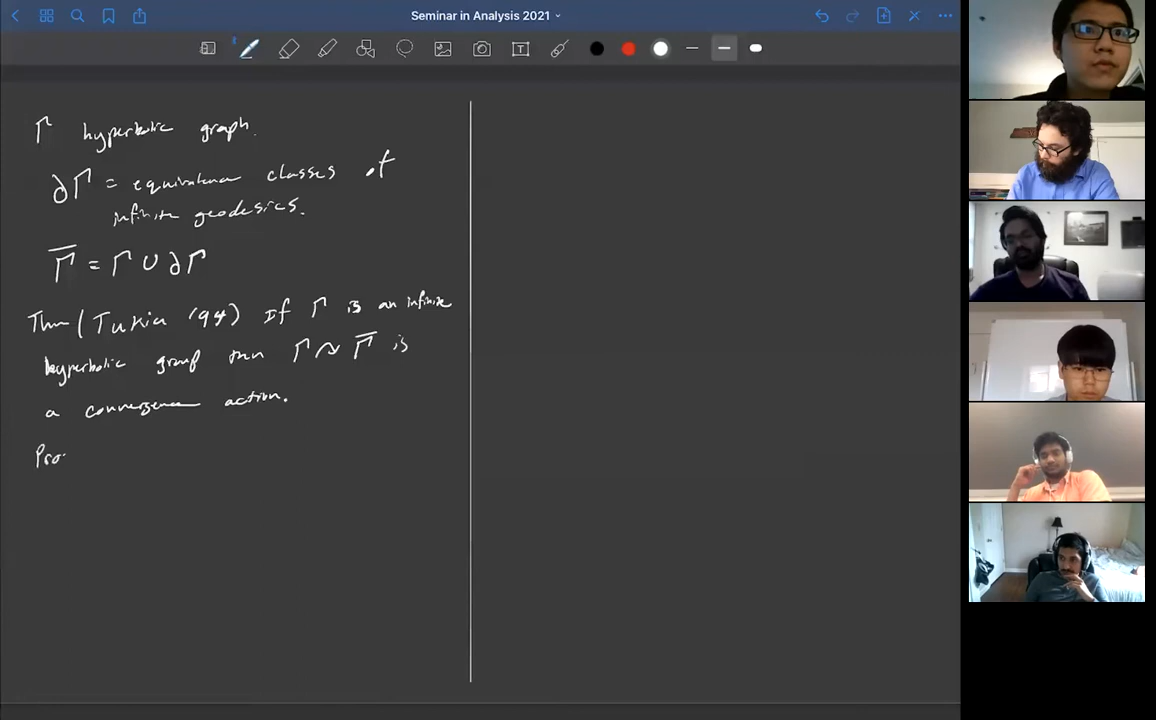 Seminar in Analysis 2021
Γ hyperbolic graph.
∂Γ = equivalence classes of
infinite geodesics.
Γ̅ = Γ ∪ ∂Γ
Thm (Tukia '94) If Γ is an infinite
hyperbolic group then Γ ↷ Γ̅ is
a convergence action.
Pro